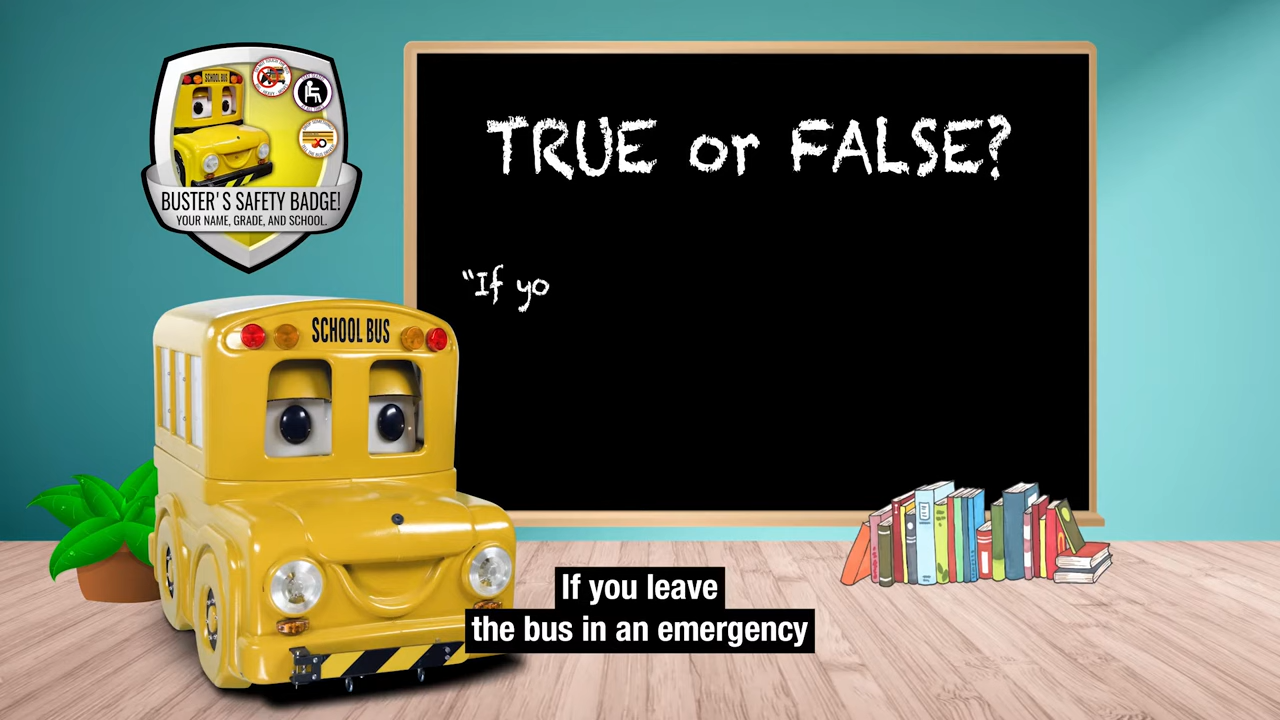 SCHOOL BUS
BUSTER'S SAFETY BADGE!
YOUR NAME, GRADE, AND SCHOOL.
TRUE or FALSE?
"If yo
SCHOOL BUS
If you leave
the bus in an emergency